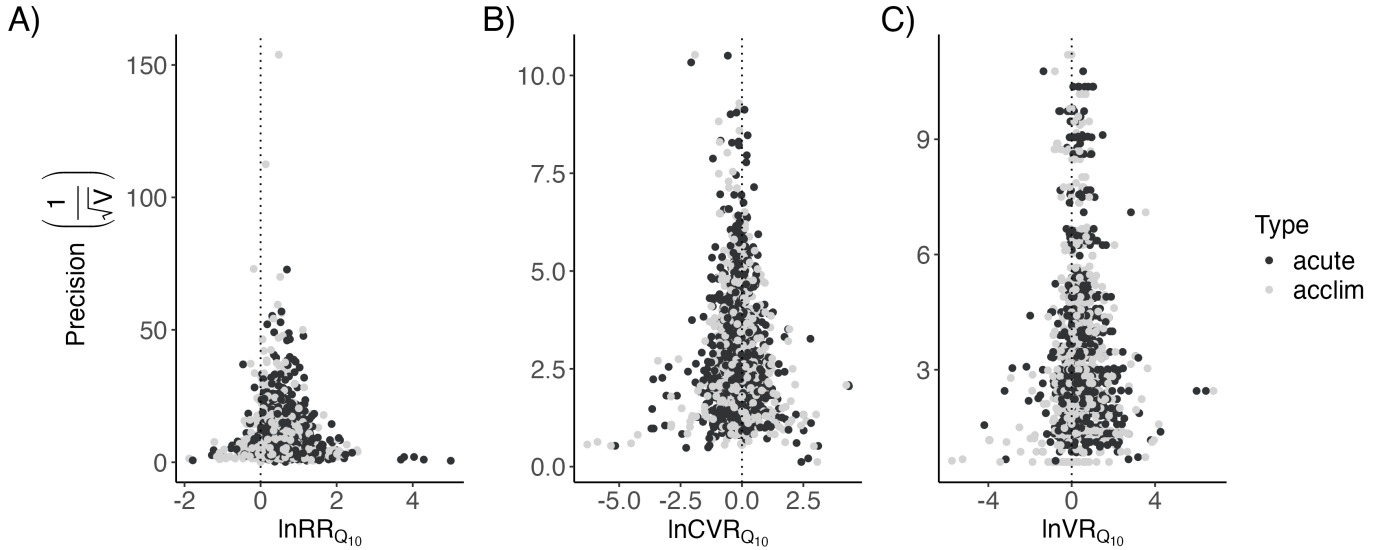 A)
B)
C)
Precision (1/√V)
150
100
50
0
-2
0
2
4
lnRR_Q10
10.0
7.5
5.0
2.5
0.0
-5.0
-2.5
0.0
2.5
lnCVR_Q10
9
6
3
-4
0
4
lnVR_Q10
Type
acute
acclim